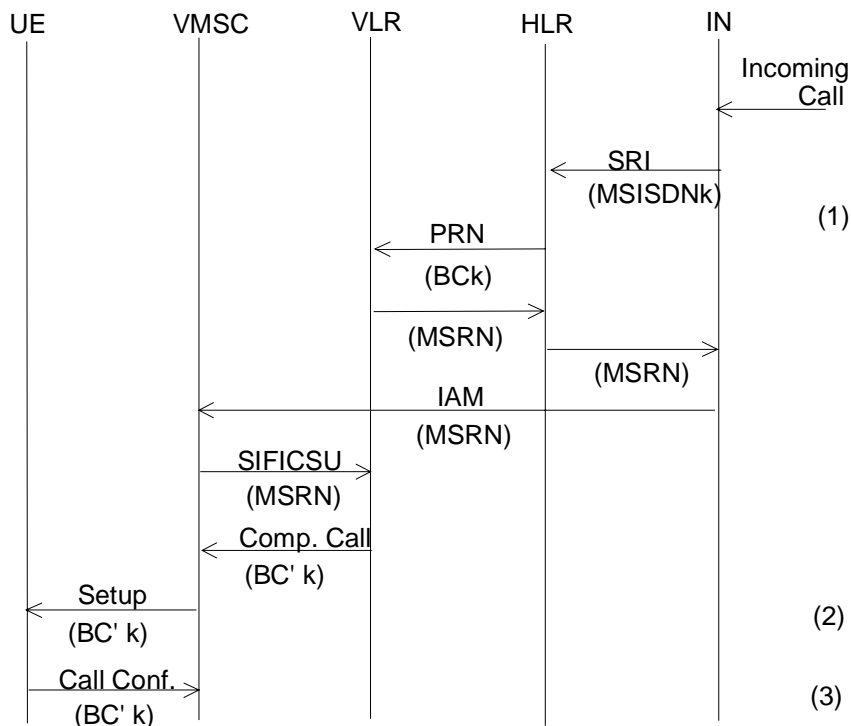 UE VMSC VLR HLR IN
Incoming
Call
SRI
(MSISDNk)
(1)
PRN
(BCk)
(MSRN)
(MSRN)
IAM
(MSRN)
SIFICSU
(MSRN)
Comp. Call
(BC' k)
Setup
(BC' k)
(2)
Call Conf.
(BC' k)
(3)